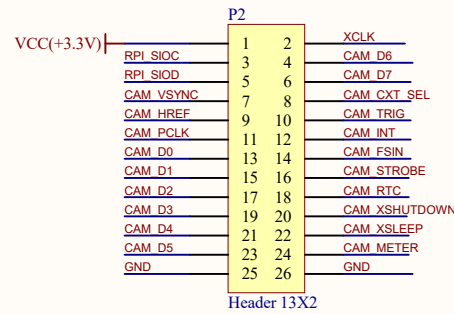 P2
VCC(+3.3V) 1 2 XCLK
RPI_SIOC 3 4 CAM_D6
RPI_SIOD 5 6 CAM_D7
CAM_VSYNC 7 8 CAM_CXT_SEL
CAM_HREF 9 10 CAM_TRIG
CAM_PCLK 11 12 CAM_INT
CAM_D0 13 14 CAM_FSIN
CAM_D1 15 16 CAM_STROBE
CAM_D2 17 18 CAM_RTC
CAM_D3 19 20 CAM_XSHUTDOWN
CAM_D4 21 22 CAM_XSLEEP
CAM_D5 23 24 CAM_METER
GND 25 26 GND
Header 13X2